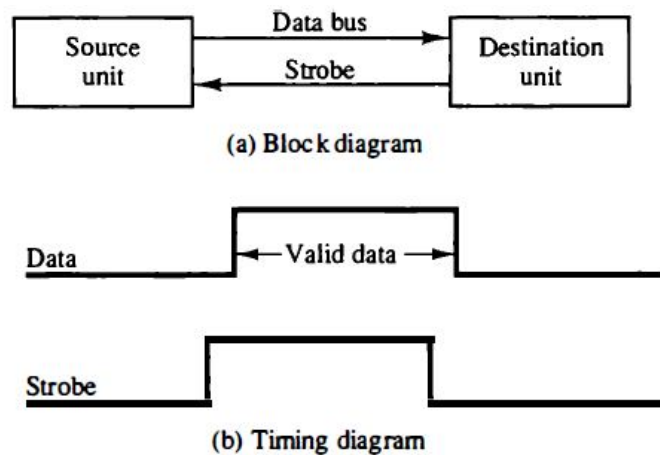 Data bus
Source
unit
Destination
unit
Strobe
(a) Block diagram
Data
Valid data
Strobe
(b) Timing diagram